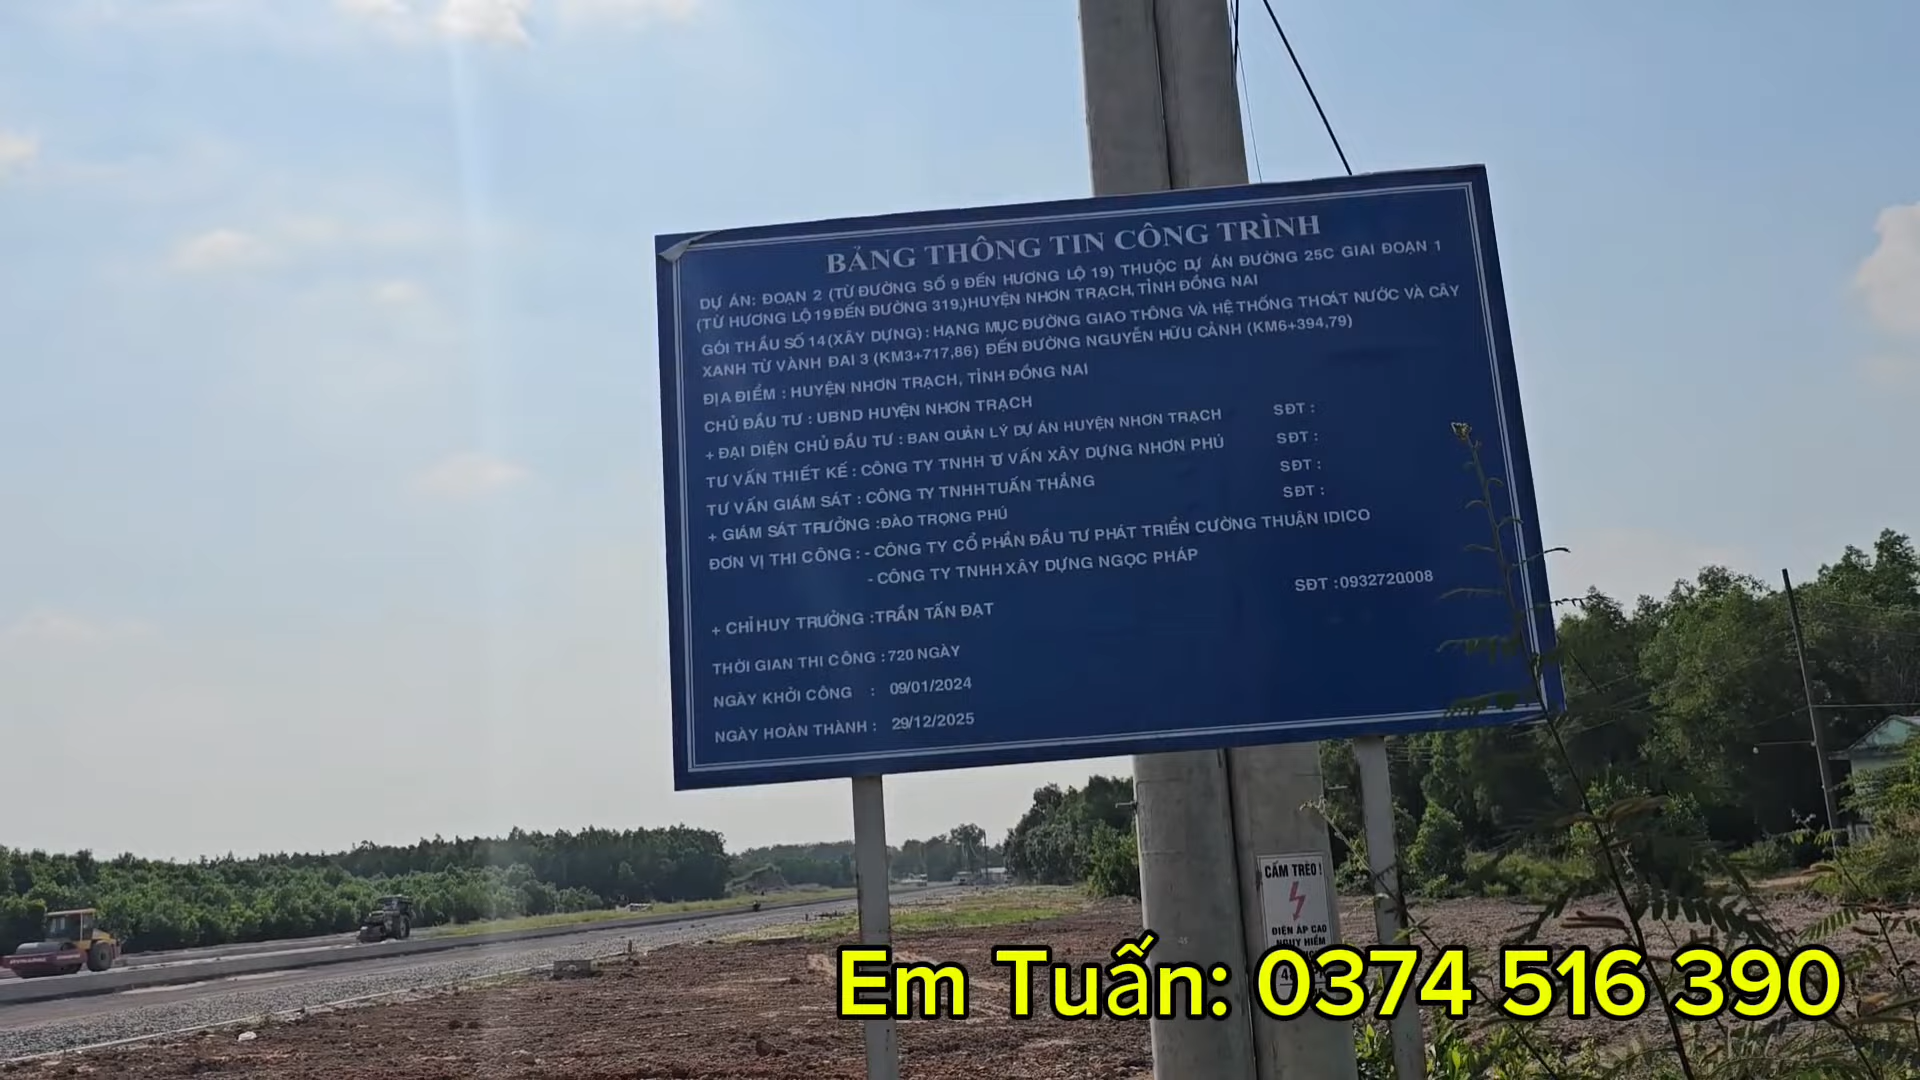 BẢNG THÔNG TIN CÔNG TRÌNH
DỰ ÁN: ĐOẠN 2 (TỪ ĐƯỜNG SỐ 9 ĐẾN HƯƠNG LỘ 19) THUỘC DỰ ÁN ĐƯỜNG 25C GIAI ĐOẠN 1
(TỪ HƯƠNG LỘ 19 ĐẾN ĐƯỜNG 319,) HUYỆN NHƠN TRẠCH, TỈNH ĐỒNG NAI
GÓI THẦU SỐ 14 (XÂY DỰNG) : HẠNG MỤC ĐƯỜNG GIAO THÔNG VÀ HỆ THỐNG THOÁT NƯỚC VÀ CÂY
XANH TỪ VÀNH ĐAI 3 (KM3+717,86) ĐẾN ĐƯỜNG NGUYỄN HỮU CẢNH (KM6+394,79)
ĐỊA ĐIỂM : HUYỆN NHƠN TRẠCH, TỈNH ĐỒNG NAI
CHỦ ĐẦU TƯ : UBND HUYỆN NHƠN TRẠCH
+ ĐẠI DIỆN CHỦ ĐẦU TƯ : BAN QUẢN LÝ DỰ ÁN HUYỆN NHƠN TRẠCH SĐT :
TƯ VẤN THIẾT KẾ : CÔNG TY TNHH TƯ VẤN XÂY DỰNG NHƠN PHÚ SĐT :
TƯ VẤN GIÁM SÁT : CÔNG TY TNHH TUẤN THẮNG SĐT :
+ GIÁM SÁT TRƯỞNG : ĐÀO TRỌNG PHÚ SĐT :
ĐƠN VỊ THI CÔNG : - CÔNG TY CỔ PHẦN ĐẦU TƯ PHÁT TRIỂN CƯỜNG THUẬN IDICO
- CÔNG TY TNHH XÂY DỰNG NGỌC PHÁP
+ CHỈ HUY TRƯỞNG : TRẦN TẤN ĐẠT SĐT : 0932720008
THỜI GIAN THI CÔNG : 720 NGÀY
NGÀY KHỞI CÔNG : 09/01/2024
NGÀY HOÀN THÀNH : 29/12/2025
CẤM TRÈO !
ĐIỆN ÁP CAO
NGUY HIỂM
Em Tuấn: 0374 516 390